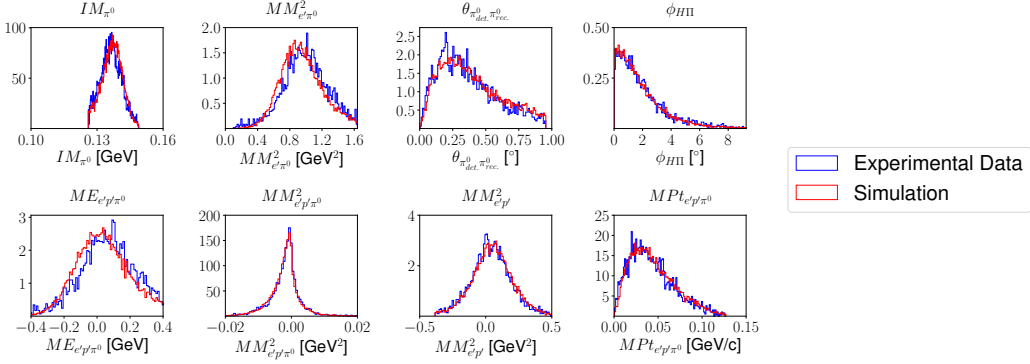 IM_{π^0} MM^2_{e'π^0} θ_{π^0_{det.}π^0_{rec.}} ϕ_{HΠ}
100 2.0 2.5 0.50
1.5 2.0
50 1.0 1.5 0.25
0.5 1.0
0.5
0.10 0.13 0.16 0.0 0.4 0.8 1.2 1.6 0.00 0.25 0.50 0.75 1.00 0 2 4 6 8
IM_{π^0} [GeV] MM^2_{e'π^0} [GeV^2] θ_{π^0_{det.}π^0_{rec.}} [°] ϕ_{HΠ} [°]
Experimental Data
Simulation
ME_{e'p'π^0} MM^2_{e'p'π^0} MM^2_{e'p'} MPt_{e'p'π^0}
3 200 4 25
2 150 20
1 100 2 15
50 10
5
−0.4 −0.2 0.0 0.2 0.4 −0.02 0.00 0.02 −0.5 0.0 0.5 0.00 0.05 0.10 0.15
ME_{e'p'π^0} [GeV] MM^2_{e'p'π^0} [GeV^2] MM^2_{e'p'} [GeV^2] MPt_{e'p'π^0} [GeV/c]